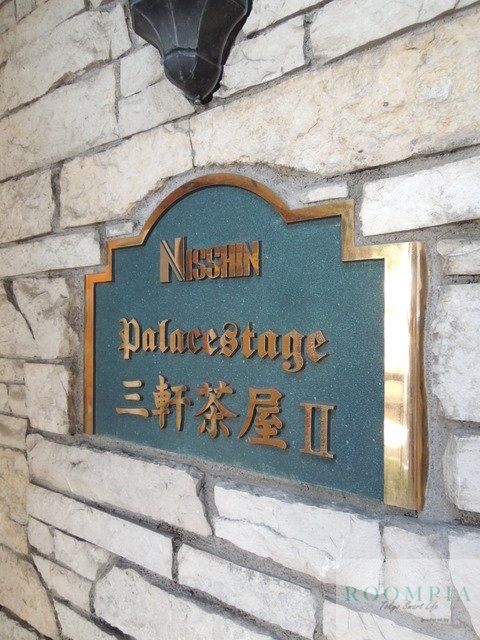 NISSHIN
Palacestage
三軒茶屋 II
ROOMPIA
Tokyo Smart Life